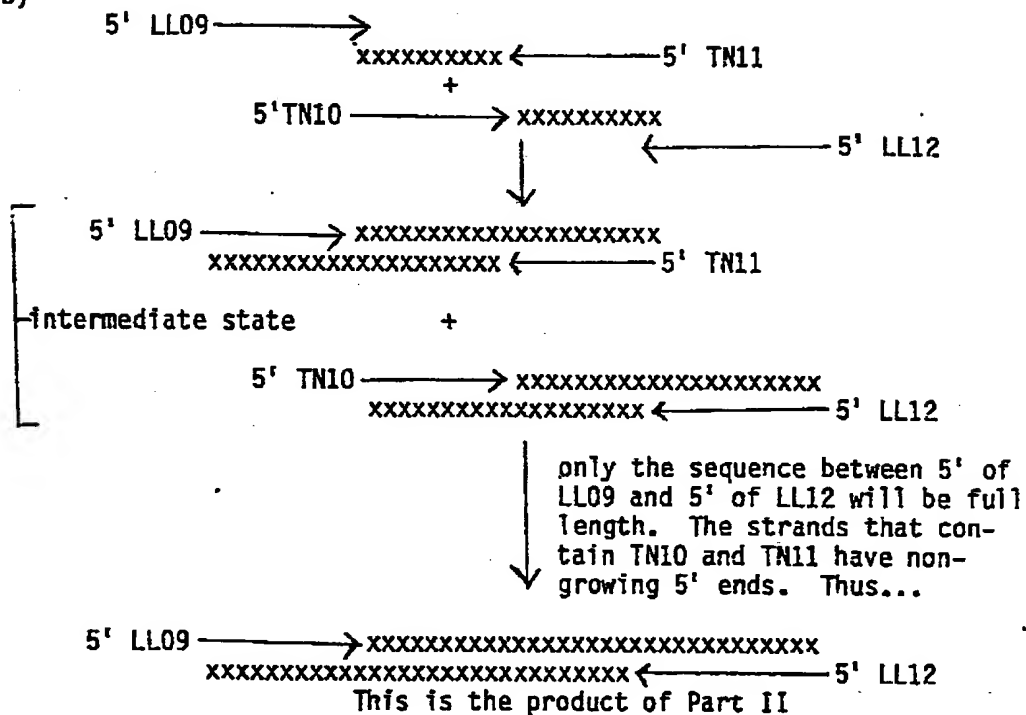 b)
5' LL09
xxxxxxxxxx 5' TN11
+
5'TN10 xxxxxxxxxx
5' LL12
5' LL09 xxxxxxxxxxxxxxxxxxxxx
xxxxxxxxxxxxxxxxxxxx 5' TN11
intermediate state +
5' TN10 xxxxxxxxxxxxxxxxxxxxx
xxxxxxxxxxxxxxxxxxx 5' LL12
only the sequence between 5' of
LL09 and 5' of LL12 will be full
length. The strands that con-
tain TN10 and TN11 have non-
growing 5' ends. Thus...
5' LL09 xxxxxxxxxxxxxxxxxxxxxxxxxxxxxxx
xxxxxxxxxxxxxxxxxxxxxxxxxxxxx 5' LL12
This is the product of Part II